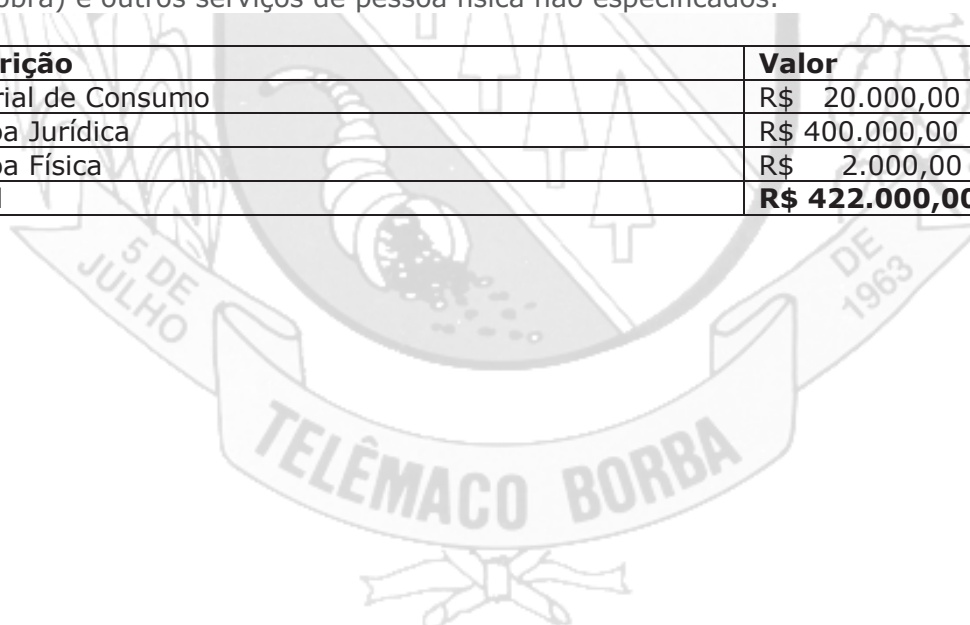 obra) e outros serviços de pessoa física não especificados.
rição Valor
rial de Consumo R$ 20.000,00
oa Jurídica R$ 400.000,00
oa Física R$ 2.000,00
l R$ 422.000,00
5 DE JULHO
DE 1963
TELÊMACO BORBA